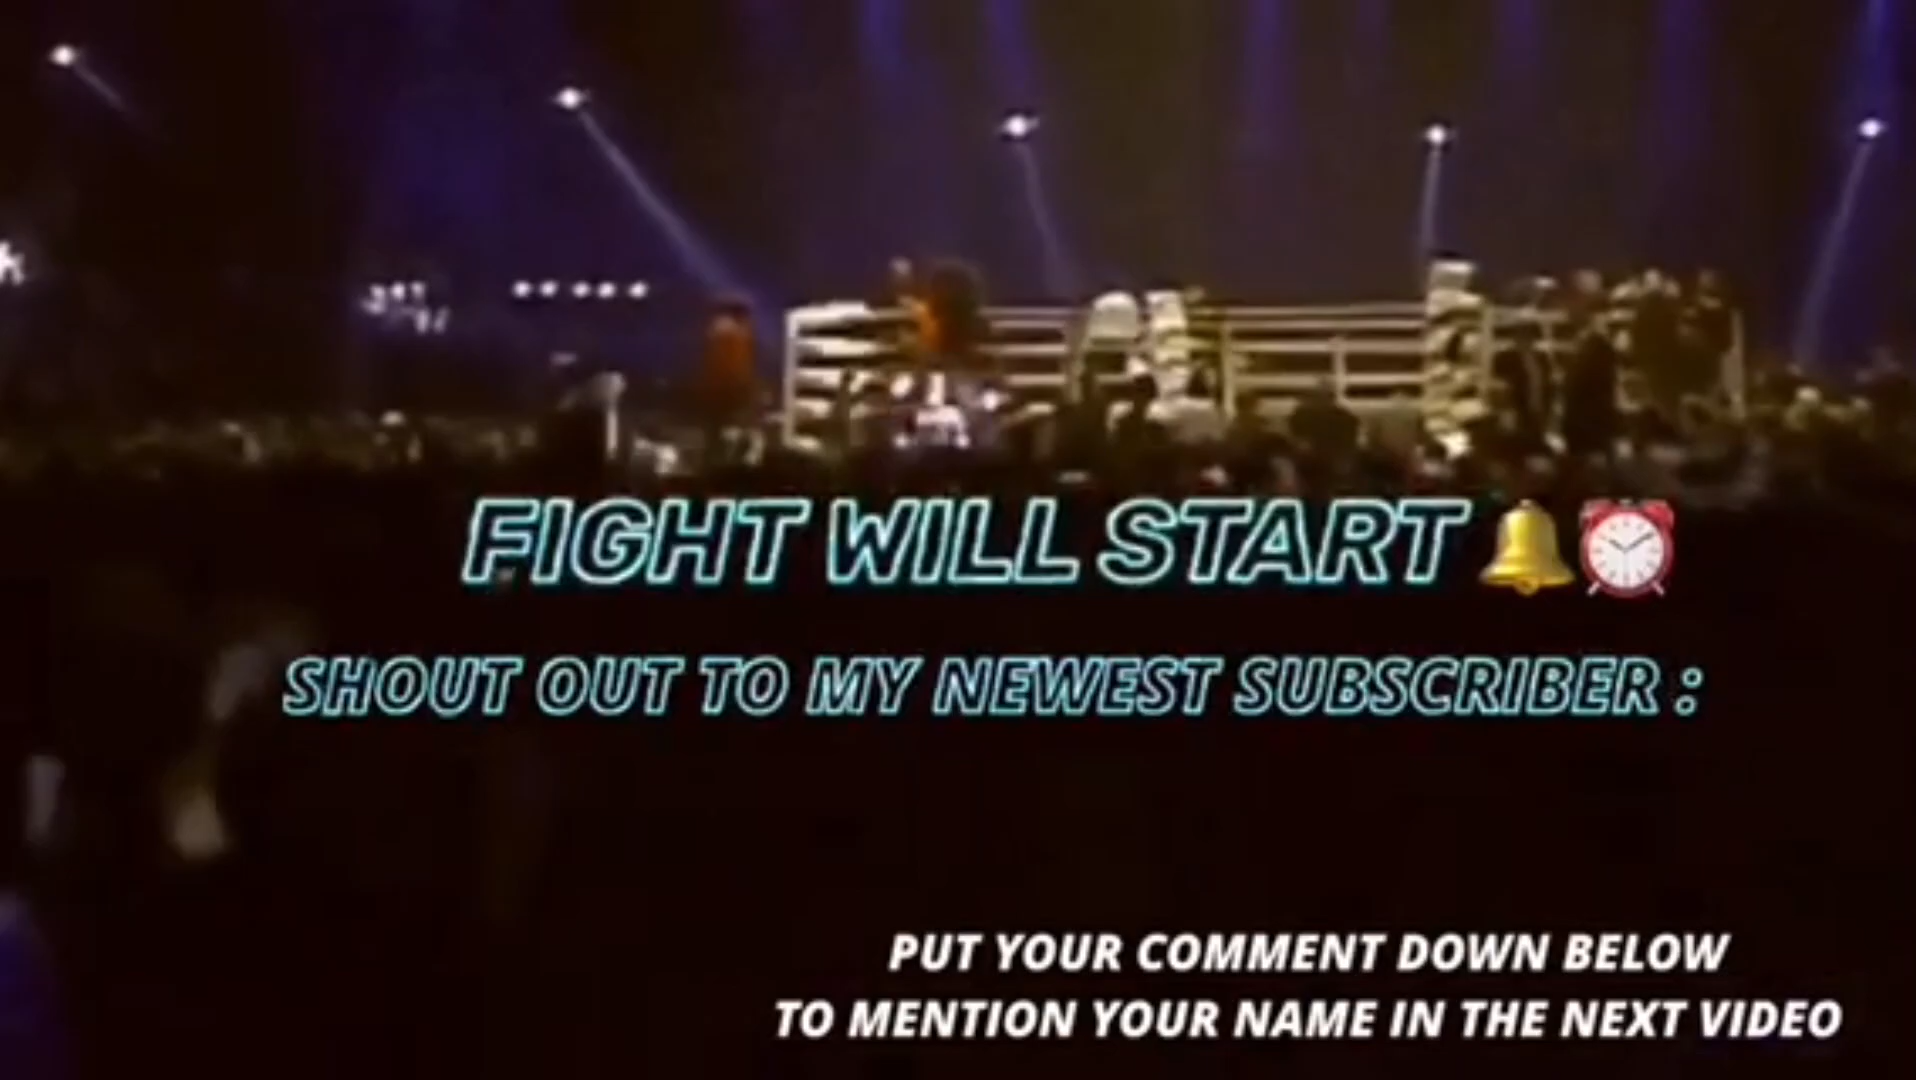 FIGHT WILL START 🔔⏰
SHOUT OUT TO MY NEWEST SUBSCRIBER :
PUT YOUR COMMENT DOWN BELOW
TO MENTION YOUR NAME IN THE NEXT VIDEO